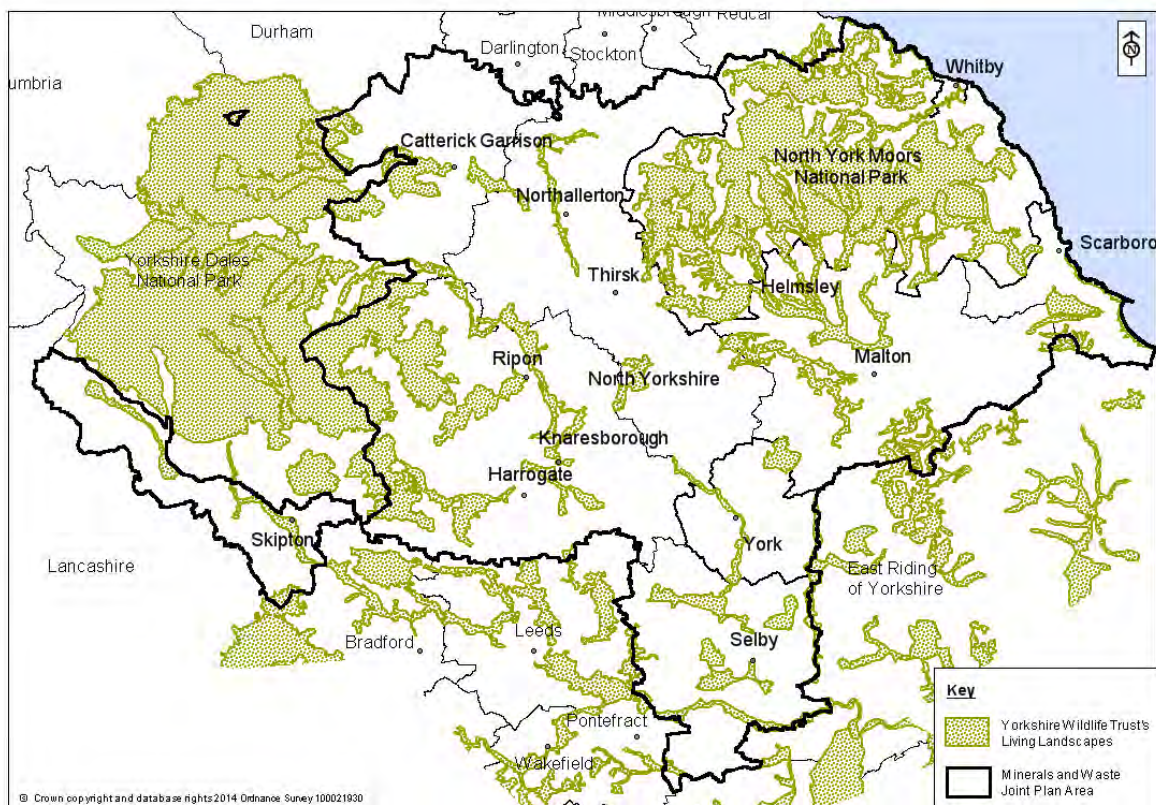 Middlesbrough
Redcar
Durham
Darlington
Stockton
umbria
Whitby
N
Catterick Garrison
North York Moors
National Park
Northallerton
Scarboro
Yorkshire Dales
National Park
Thirsk
Helmsley
Ripon
Malton
North Yorkshire
Knaresborough
Harrogate
Skipton
York
Lancashire
East Riding
of Yorkshire
Bradford
Leeds
Selby
Key
Yorkshire Wildlife Trust's
Living Landscapes
Pontefract
Wakefield
Minerals and Waste
Joint Plan Area
© Crown copyright and database rights 2014 Ordnance Survey 100021930